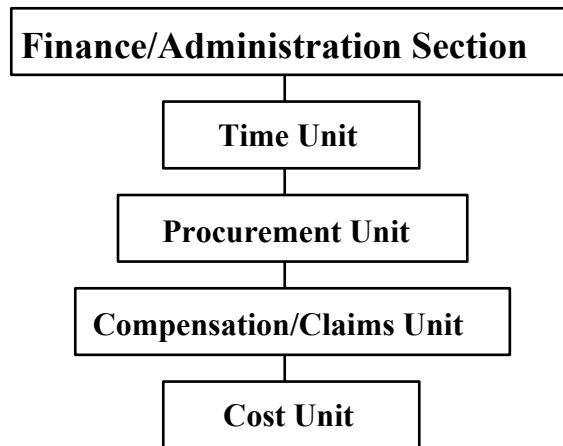 Finance/Administration Section
Time Unit
Procurement Unit
Compensation/Claims Unit
Cost Unit